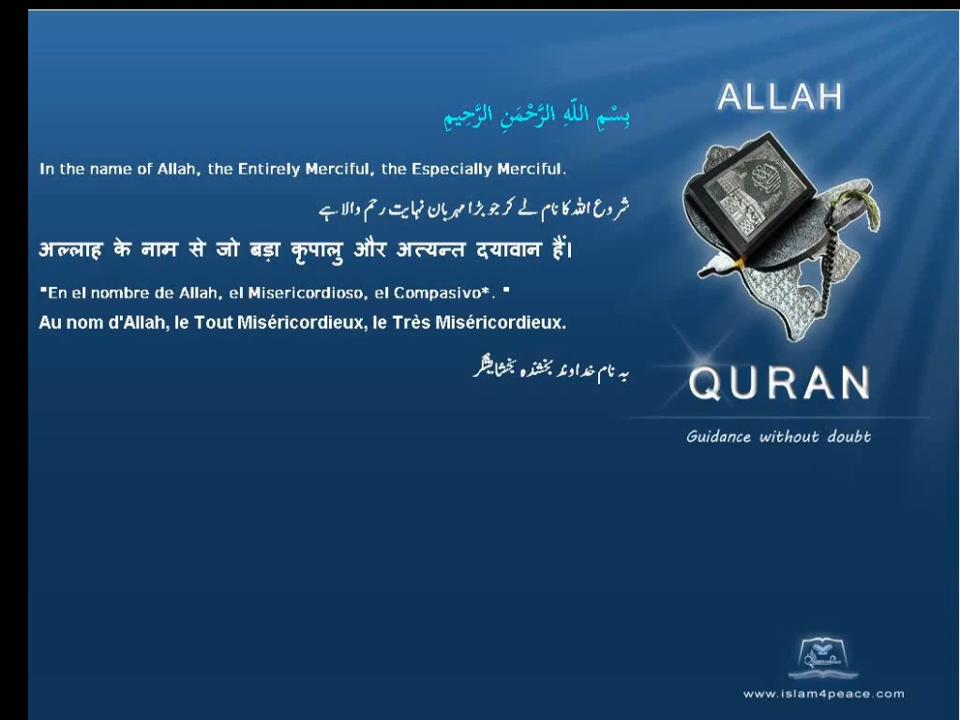 بِسْمِ اللّهِ الرَّحْمَنِ الرَّحِيمِ
In the name of Allah, the Entirely Merciful, the Especially Merciful.
شروع اللہ کا نام لے کر جو بڑا مہربان نہایت رحم والا ہے
अल्लाह के नाम से जो बड़ा कृपालु और अत्यन्त दयावान हैं।
"En el nombre de Allah, el Misericordioso, el Compasivo*. "
Au nom d'Allah, le Tout Miséricordieux, le Très Miséricordieux.
به نام خداوند بخشنده بخشایشگر
ALLAH
QURAN
Guidance without doubt
www.islam4peace.com